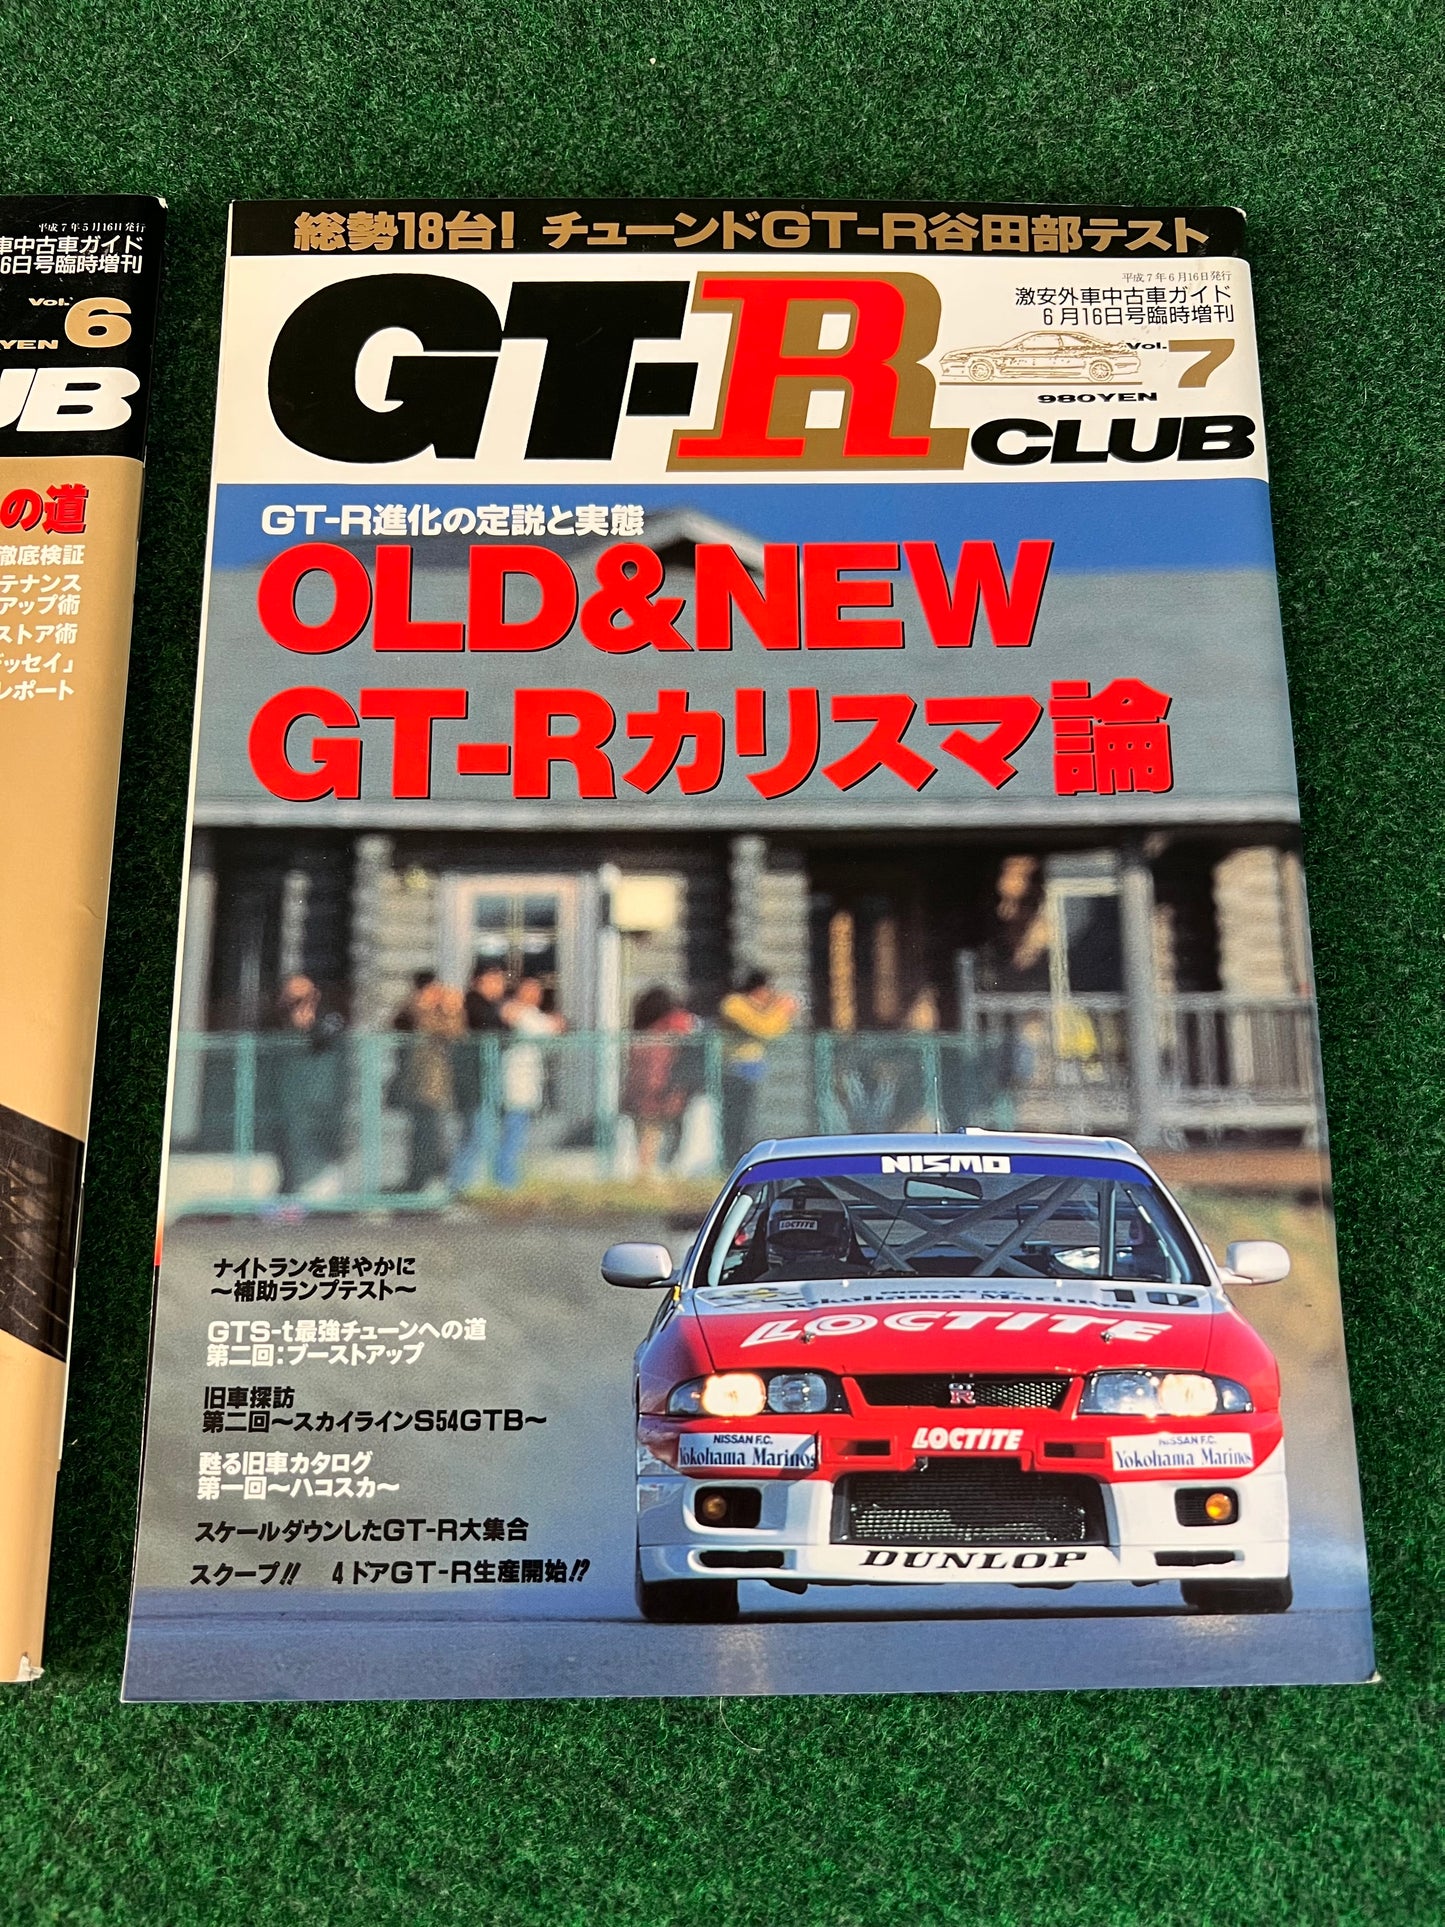 平成7年5月16日発行
車中古車ガイド
6日号臨時増刊
Vol. 6
YEN
UB
の道
徹底検証
テナンス
アップ術
ストア術
ッセイ」
レポート
総勢18台! チューンドGT-R谷田部テスト
平成7年6月16日発行
激安外車中古車ガイド
6月16日号臨時増刊
GT-R
Vol. 7
980YEN
CLUB
GT-R進化の定説と実態
OLD&NEW
GT-Rカリスマ論
NISMO
LOCTITE
NISSAN F.C.
Yokohama Marinos 10
LOCTITE
R
LOCTITE
NISSAN F.C.
Yokohama Marinos
NISSAN F.C.
Yokohama Marinos
DUNLOP
ナイトランを鮮やかに
〜補助ランプテスト〜
GTS-t最強チューンへの道
第二回:ブーストアップ
旧車探訪
第二回〜スカイラインS54GTB〜
甦る旧車カタログ
第一回〜ハコスカ〜
スケールダウンしたGT-R大集合
スクープ!! 4ドアGT-R生産開始!?